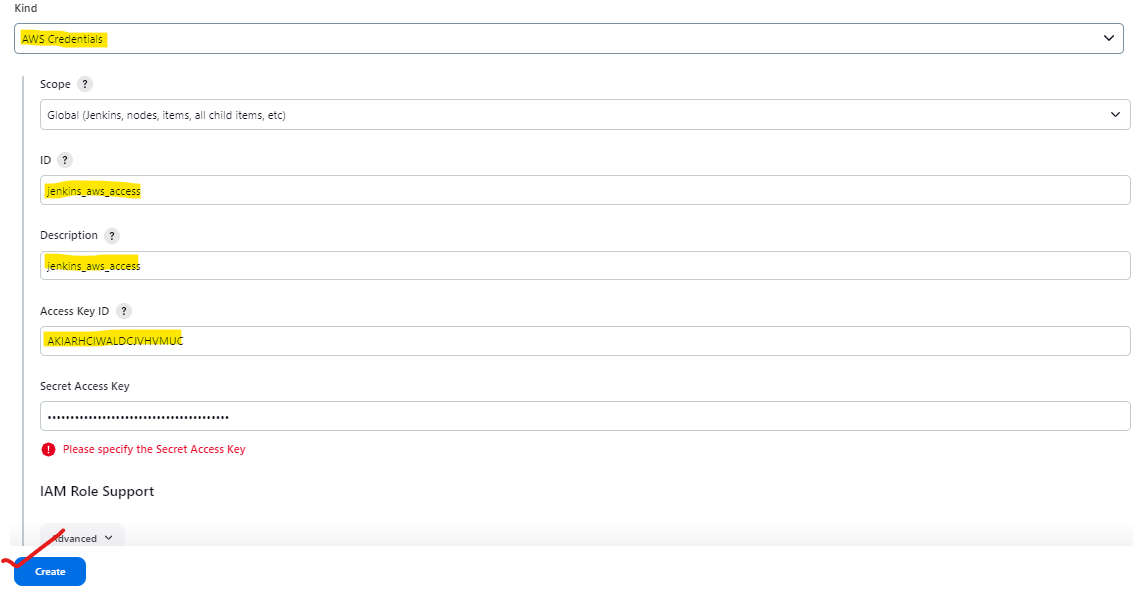 Kind
AWS Credentials
Scope ?
Global (Jenkins, nodes, items, all child items, etc)
ID ?
jenkins_aws_access
Description ?
jenkins_aws_access
Access Key ID ?
AKIARHCIWALDCJVHVMUC
Secret Access Key
••••••••••••••••••••••••••••••••••••••••
! Please specify the Secret Access Key
IAM Role Support
Advanced
Create